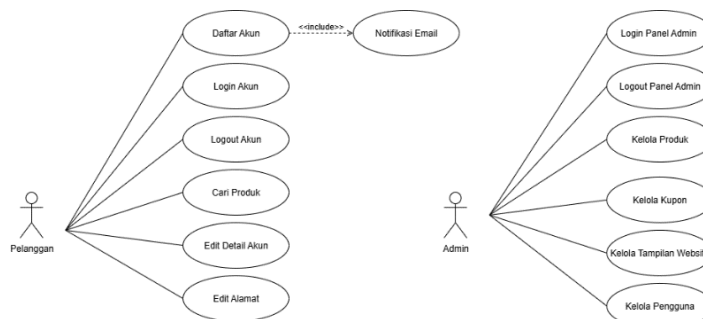 Daftar Akun
<<include>>
Notifikasi Email
Login Akun
Logout Akun
Cari Produk
Edit Detail Akun
Edit Alamat
Pelanggan
Login Panel Admin
Logout Panel Admin
Kelola Produk
Kelola Kupon
Kelola Tampilan Websit
Kelola Pengguna
Admin